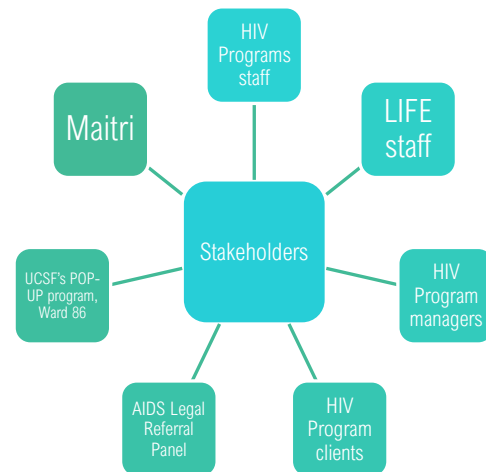 HIV
Programs
staff
Maitri
LIFE
staff
Stakeholders
UCSF's POP-
UP program,
Ward 86
HIV
Program
managers
AIDS Legal
Referral
Panel
HIV
Program
clients